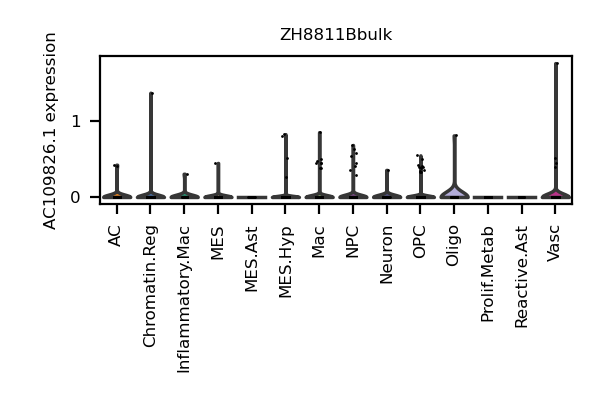 ZH8811Bbulk
AC109826.1 expression
1
0
AC
Chromatin.Reg
Inflammatory.Mac
MES
MES.Ast
MES.Hyp
Mac
NPC
Neuron
OPC
Oligo
Prolif.Metab
Reactive.Ast
Vasc